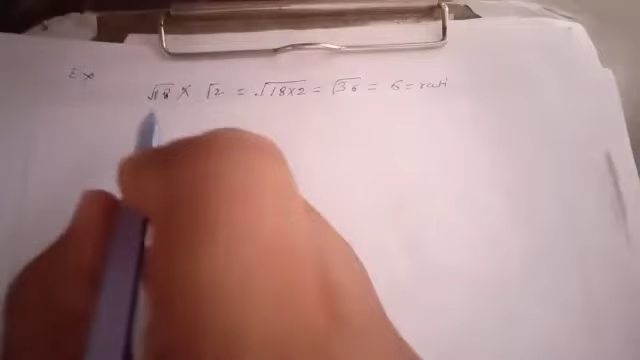 Ex √18 × √2 = √18×2 = √36 = 6 = rati